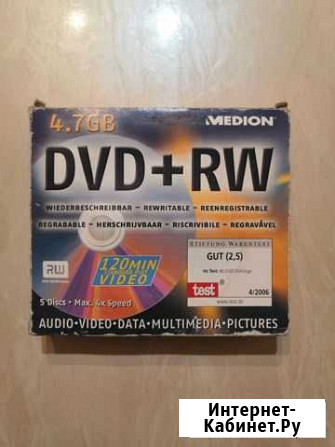 4.7GB
MEDION
DVD+RW
WIEDERBESCHREIBBAR - REWRITABLE - REENREGISTRABLE
REGRABABLE - HERSCHRIJVBAAR - RISCRIVIBILE - REGRAVÁVEL
RW
120MIN
VIDEO
STIFTUNG WARENTEST
GUT (2,5)
test
4/2006
5 Discs • Max. 4x Speed
AUDIO•VIDEO•DATA•MULTIMEDIA•PICTURES
Интернет-
Кабинет.Ру